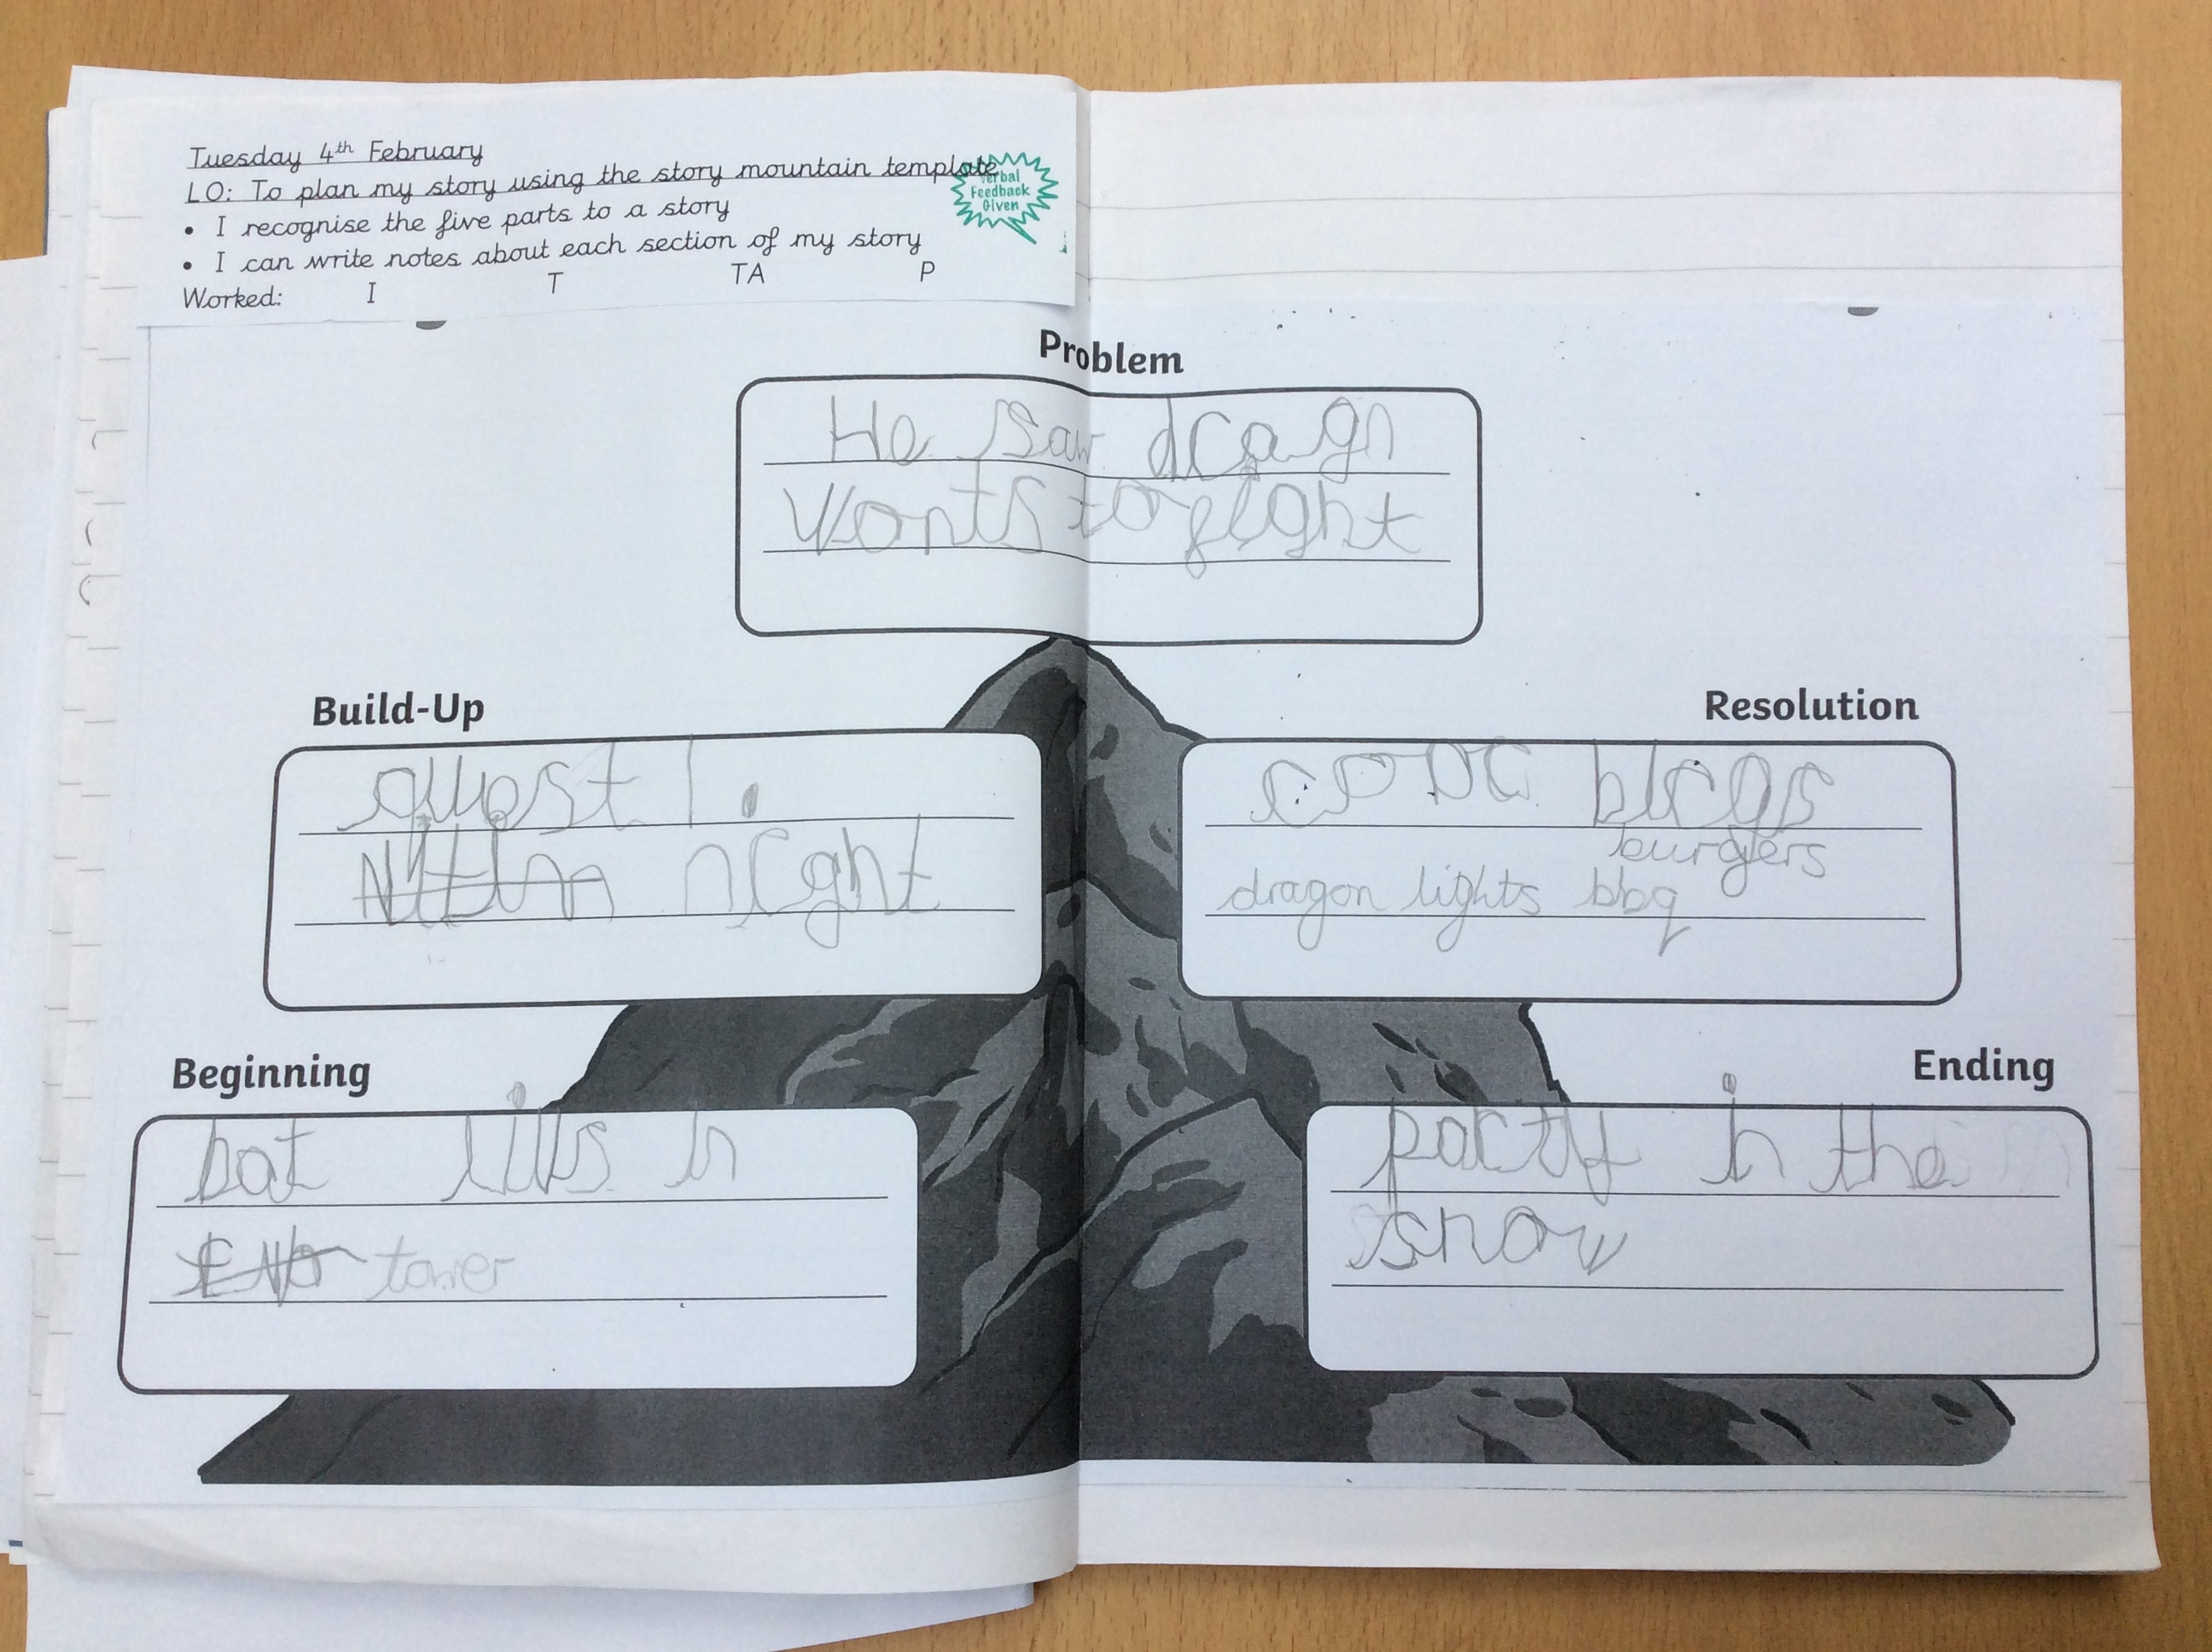 Tuesday 4th February
LO: To plan my story using the story mountain template
Verbal
Feedback
Given
• I recognise the five parts to a story
• I can write notes about each section of my story
Worked: I T TA P
Problem
He saw dragn
Wonts to fight
Build-Up
quest 1.
night
Resolution
burgers
dragon lights bbq
Beginning
bat in
tower
Ending
party in the
snow